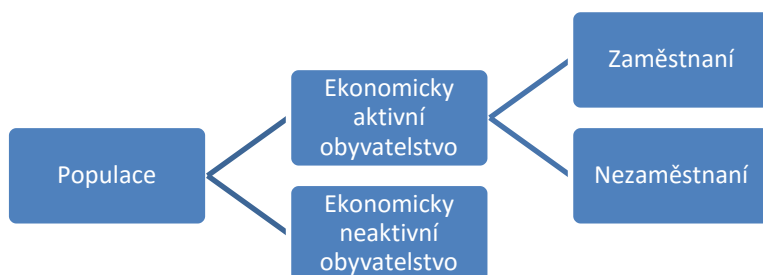 Populace
Ekonomicky
aktivní
obyvatelstvo
Ekonomicky
neaktivní
obyvatelstvo
Zaměstnaní
Nezaměstnaní